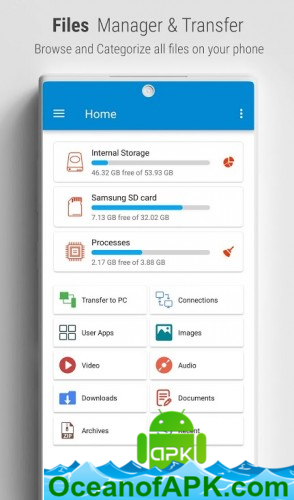 Files Manager & Transfer
Browse and Categorize all files on your phone
Home
Internal Storage
46.32 GB free of 53.93 GB
Samsung SD card
7.13 GB free of 32.02 GB
Processes
2.17 GB free of 3.88 GB
Transfer to PC
Connections
User Apps
Images
Video
Audio
Downloads
Documents
ZIP
Archives
Recent
APK
OceanofAPK.com